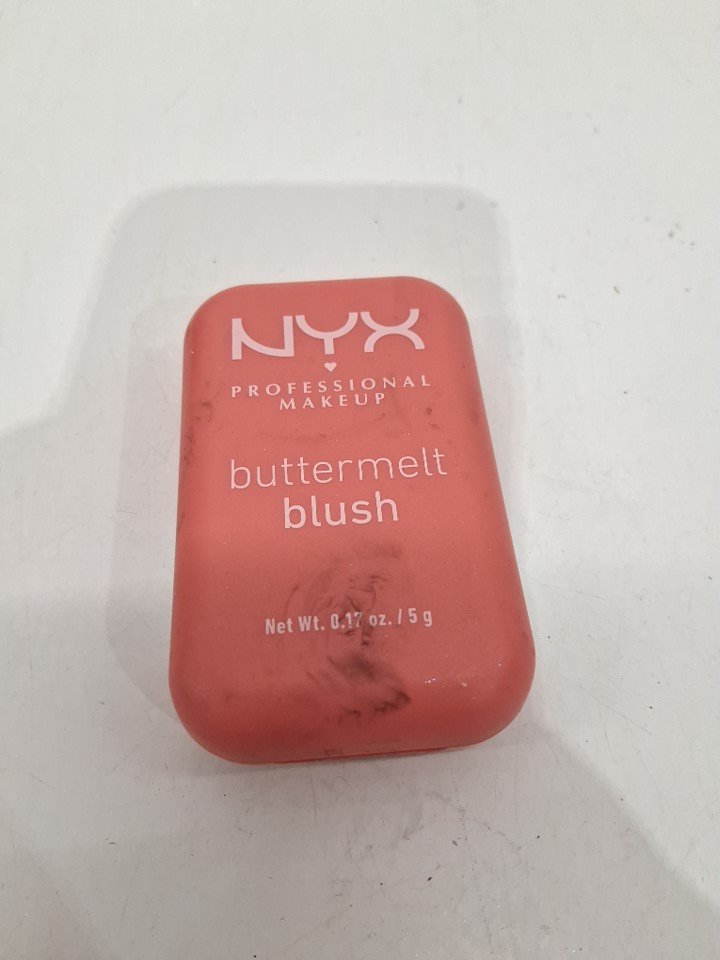 NYX
PROFESSIONAL
MAKEUP
buttermelt
blush
Net Wt. 0.17 oz. / 5 g